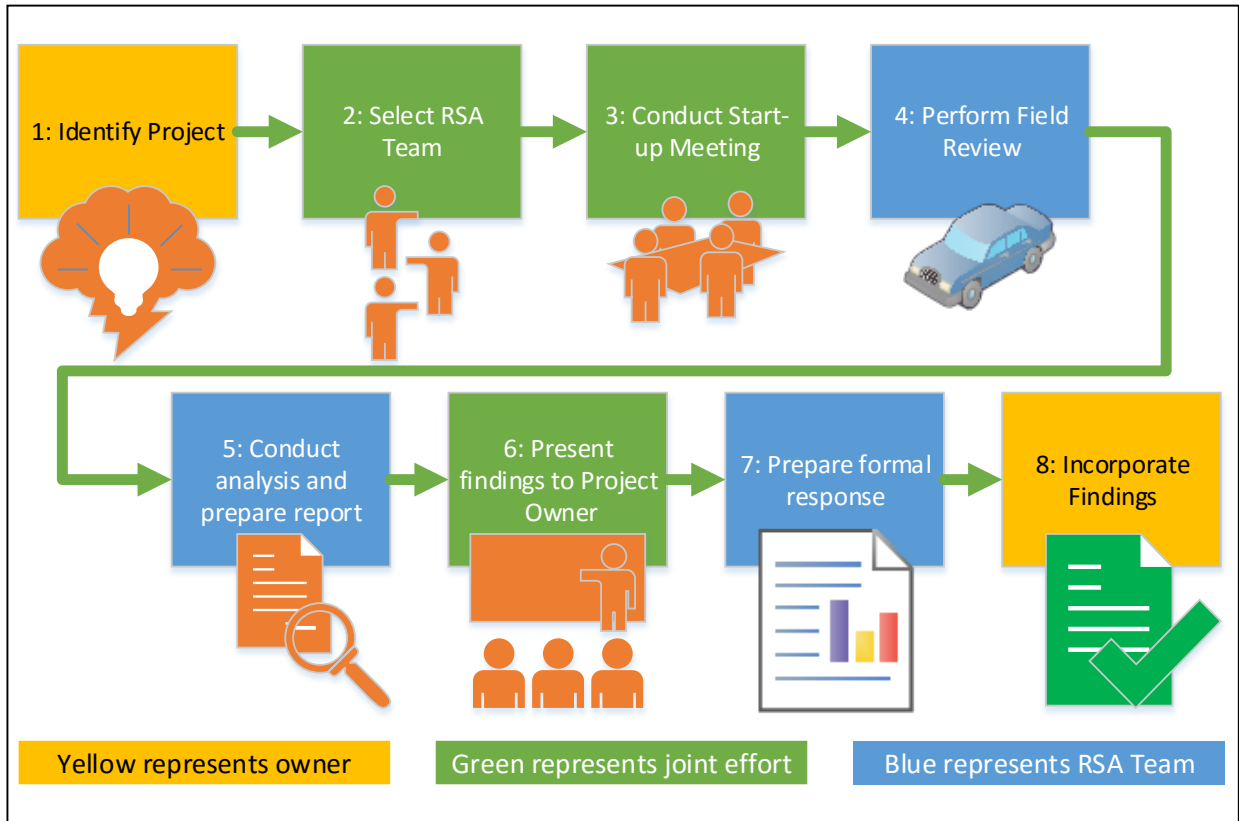 1: Identify Project
2: Select RSA
Team
3: Conduct Start-
up Meeting
4: Perform Field
Review
5: Conduct
analysis and
prepare report
6: Present
findings to Project
Owner
7: Prepare formal
response
8: Incorporate
Findings
Yellow represents owner
Green represents joint effort
Blue represents RSA Team